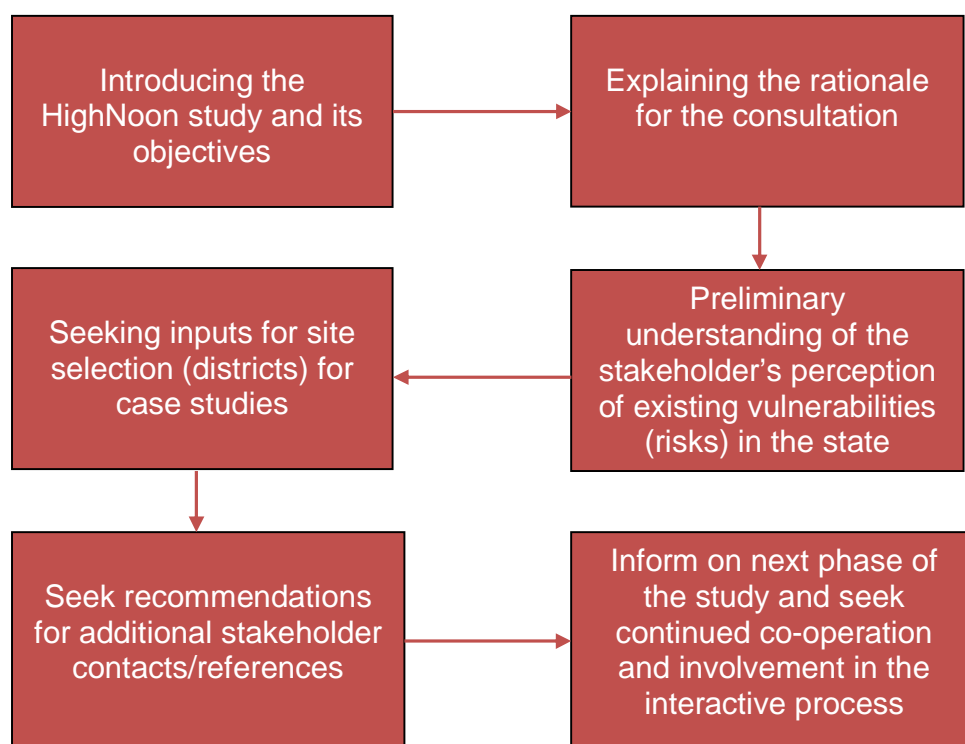 Introducing the
HighNoon study and its
objectives
Explaining the rationale
for the consultation
Preliminary
understanding of the
stakeholder’s perception
of existing vulnerabilities
(risks) in the state
Seeking inputs for site
selection (districts) for
case studies
Seek recommendations
for additional stakeholder
contacts/references
Inform on next phase of
the study and seek
continued co-operation
and involvement in the
interactive process